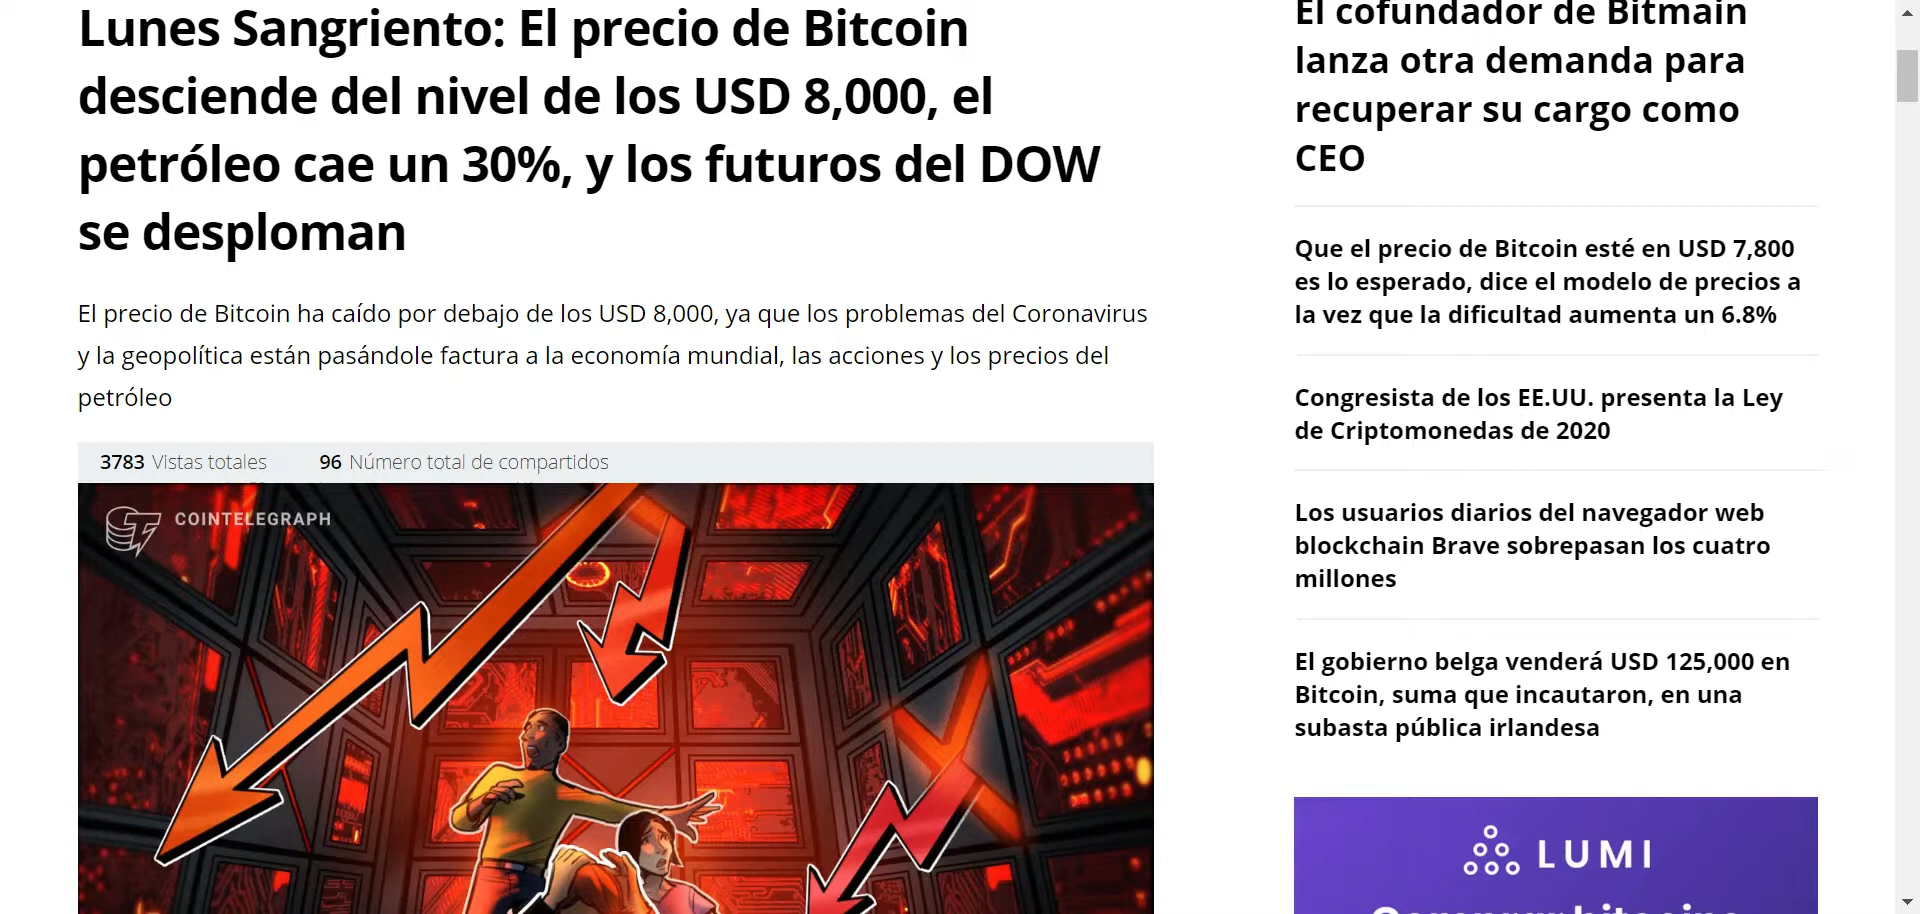 Lunes Sangriento: El precio de Bitcoin
desciende del nivel de los USD 8,000, el
petróleo cae un 30%, y los futuros del DOW
se desploman
El precio de Bitcoin ha caído por debajo de los USD 8,000, ya que los problemas del Coronavirus
y la geopolítica están pasándole factura a la economía mundial, las acciones y los precios del
petróleo
3783 Vistas totales 96 Número total de compartidos
COINTELEGRAPH
El cofundador de Bitmain
lanza otra demanda para
recuperar su cargo como
CEO
Que el precio de Bitcoin esté en USD 7,800
es lo esperado, dice el modelo de precios a
la vez que la dificultad aumenta un 6.8%
Congresista de los EE.UU. presenta la Ley
de Criptomonedas de 2020
Los usuarios diarios del navegador web
blockchain Brave sobrepasan los cuatro
millones
El gobierno belga venderá USD 125,000 en
Bitcoin, suma que incautaron, en una
subasta pública irlandesa
LUMI